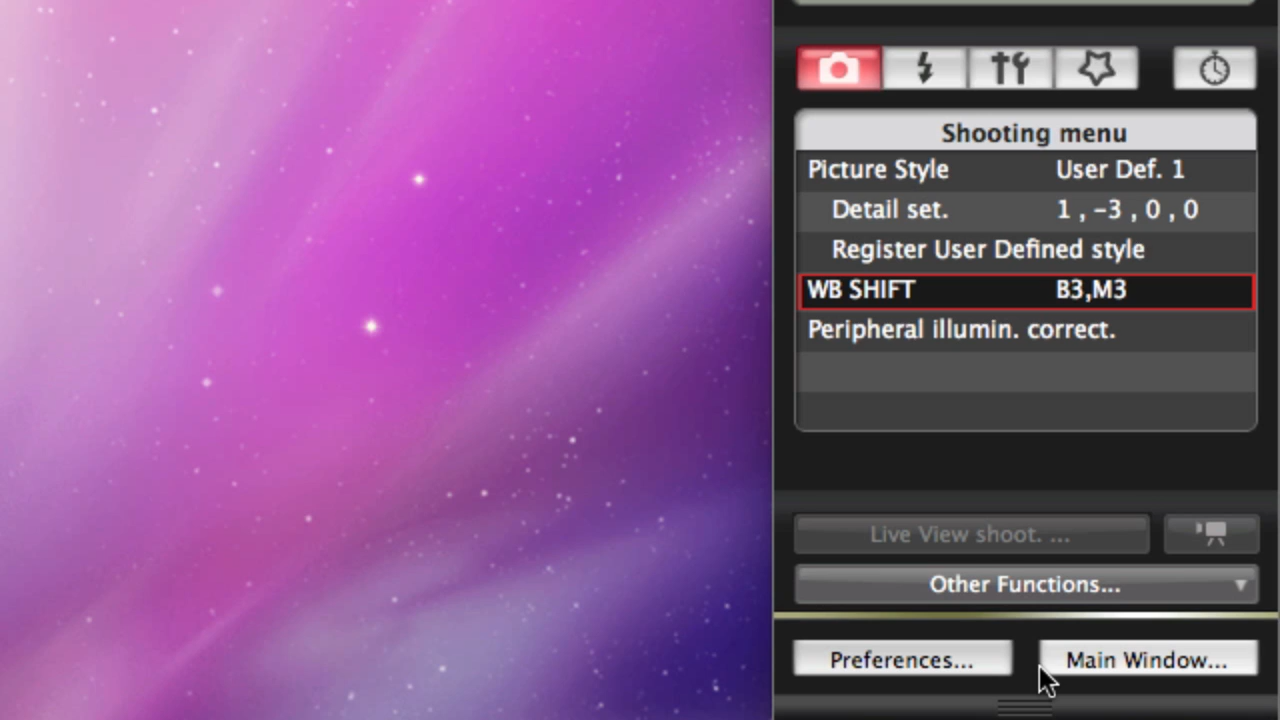 Shooting menu
Picture Style User Def. 1
Detail set. 1 , -3 , 0 , 0
Register User Defined style
WB SHIFT B3,M3
Peripheral illumin. correct.
Live View shoot. ...
Other Functions...
Preferences... Main Window...